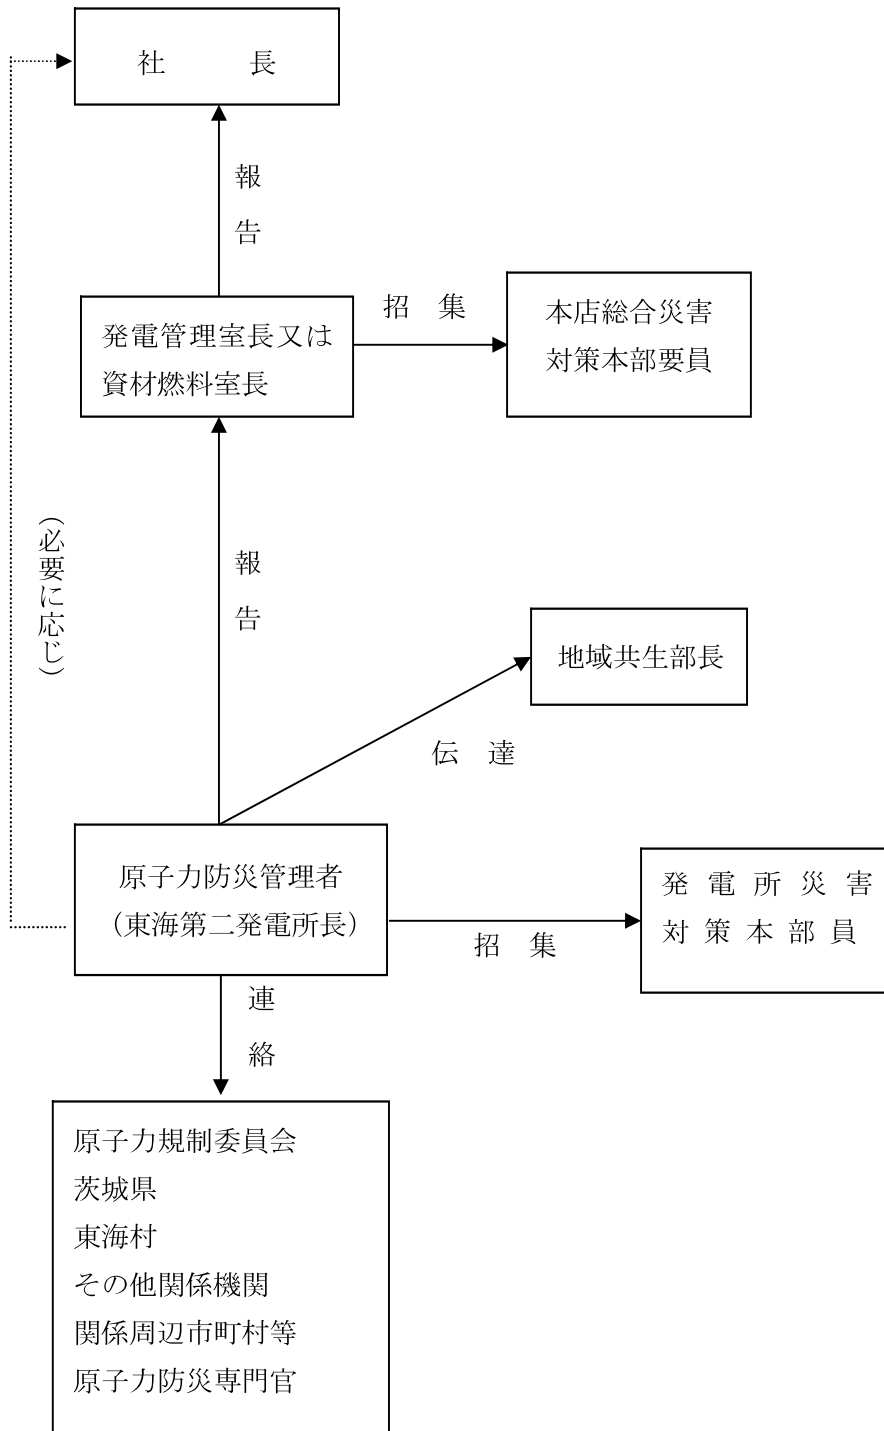 社　　　長
報
告
発電管理室長又は
資材燃料室長
招　集
本店総合災害
対策本部要員
（必要に応じ）
報
告
地域共生部長
伝　達
原子力防災管理者
（東海第二発電所長）
招　集
発電所災害
対策本部員
連
絡
原子力規制委員会
茨城県
東海村
その他関係機関
関係周辺市町村等
原子力防災専門官